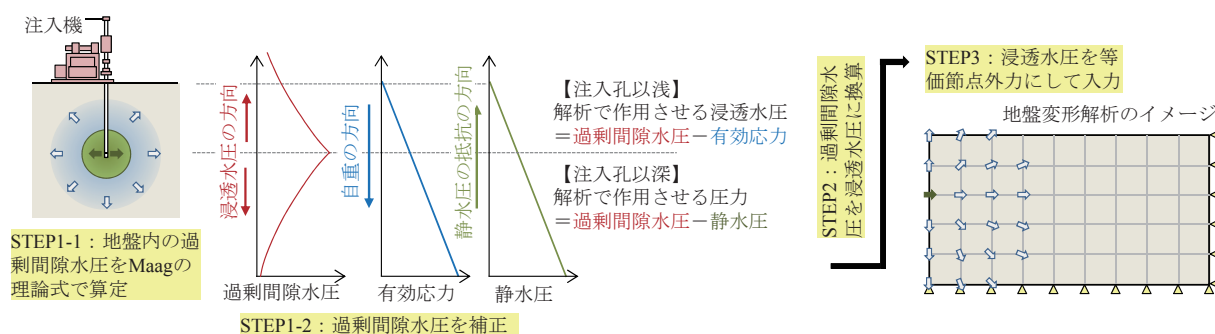 注入機
STEP1-1：地盤内の過
剰間隙水圧をMaagの
理論式で算定
浸透水圧の方向
過剰間隙水圧
自重の方向
有効応力
静水圧の抵抗の方向
静水圧
STEP1-2：過剰間隙水圧を補正
【注入孔以浅】
解析で作用させる浸透水圧
＝過剰間隙水圧－有効応力
【注入孔以深】
解析で作用させる圧力
＝過剰間隙水圧－静水圧
STEP2：過剰間隙水
圧を浸透水圧に換算
STEP3：浸透水圧を等
価節点外力にして入力
地盤変形解析のイメージ